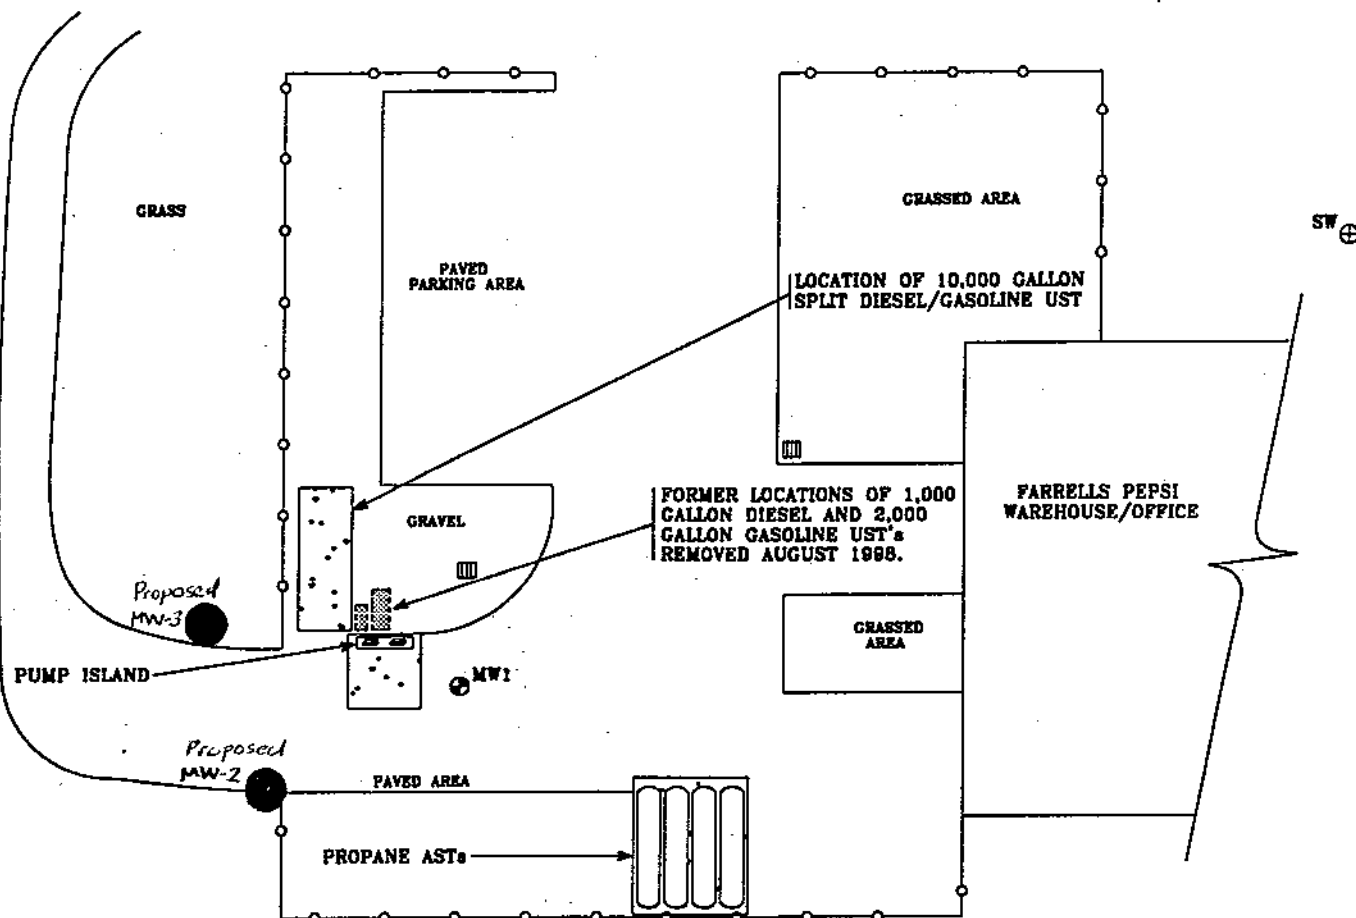 GRASS
GRASSED AREA
SW
PAVED
PARKING AREA
LOCATION OF 10,000 GALLON
SPLIT DIESEL/GASOLINE UST
FORMER LOCATIONS OF 1,000
GALLON DIESEL AND 2,000
GALLON GASOLINE UST's
REMOVED AUGUST 1998.
FARRELLS PEPSI
WAREHOUSE/OFFICE
GRAVEL
Proposed
MW-3
GRASSED
AREA
PUMP ISLAND
MW1
Proposed
MW-2
PAVED AREA
PROPANE ASTs